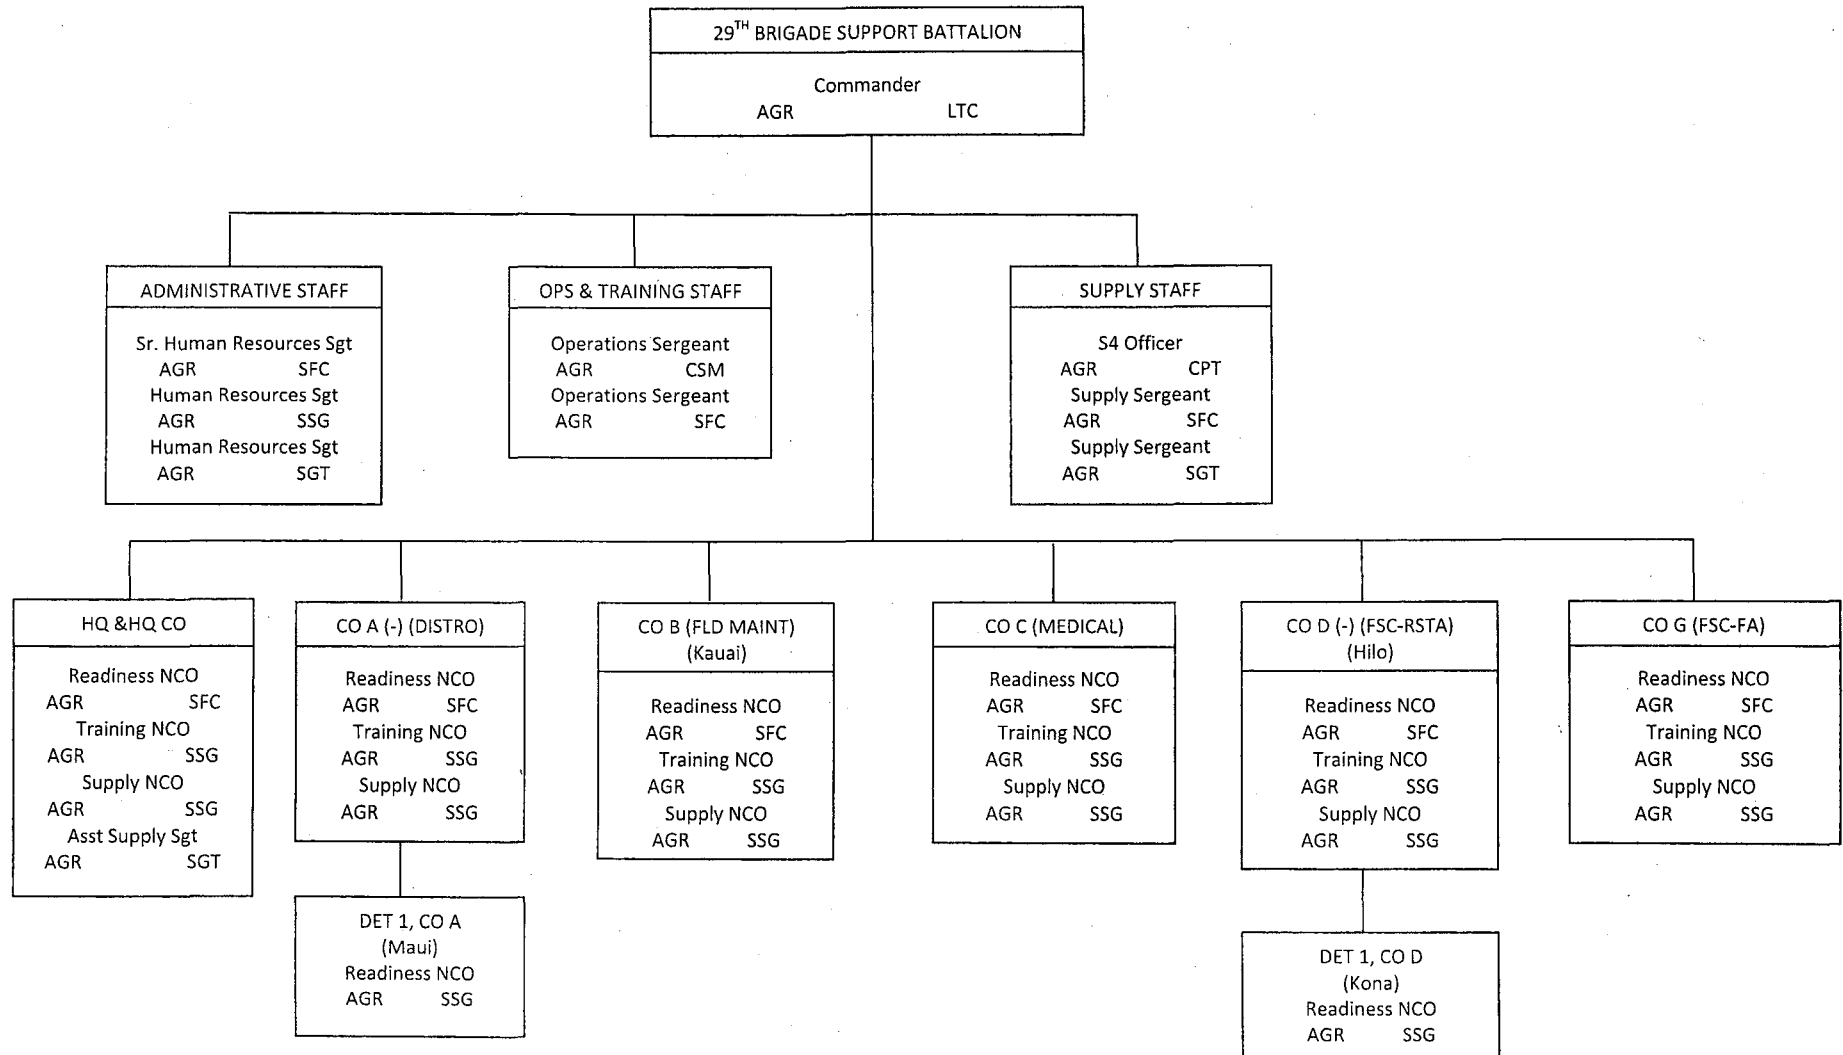 29TH BRIGADE SUPPORT BATTALION
Commander
AGR LTC
ADMINISTRATIVE STAFF
Sr. Human Resources Sgt
AGR SFC
Human Resources Sgt
AGR SSG
Human Resources Sgt
AGR SGT
OPS & TRAINING STAFF
Operations Sergeant
AGR CSM
Operations Sergeant
AGR SFC
SUPPLY STAFF
S4 Officer
AGR CPT
Supply Sergeant
AGR SFC
Supply Sergeant
AGR SGT
HQ &HQ CO
Readiness NCO
AGR SFC
Training NCO
AGR SSG
Supply NCO
AGR SSG
Asst Supply Sgt
AGR SGT
CO A (-) (DISTRO)
Readiness NCO
AGR SFC
Training NCO
AGR SSG
Supply NCO
AGR SSG
DET 1, CO A
(Maui)
Readiness NCO
AGR SSG
CO B (FLD MAINT)
(Kauai)
Readiness NCO
AGR SFC
Training NCO
AGR SSG
Supply NCO
AGR SSG
CO C (MEDICAL)
Readiness NCO
AGR SFC
Training NCO
AGR SSG
Supply NCO
AGR SSG
CO D (-) (FSC-RSTA)
(Hilo)
Readiness NCO
AGR SFC
Training NCO
AGR SSG
Supply NCO
AGR SSG
DET 1, CO D
(Kona)
Readiness NCO
AGR SSG
CO G (FSC-FA)
Readiness NCO
AGR SFC
Training NCO
AGR SSG
Supply NCO
AGR SSG